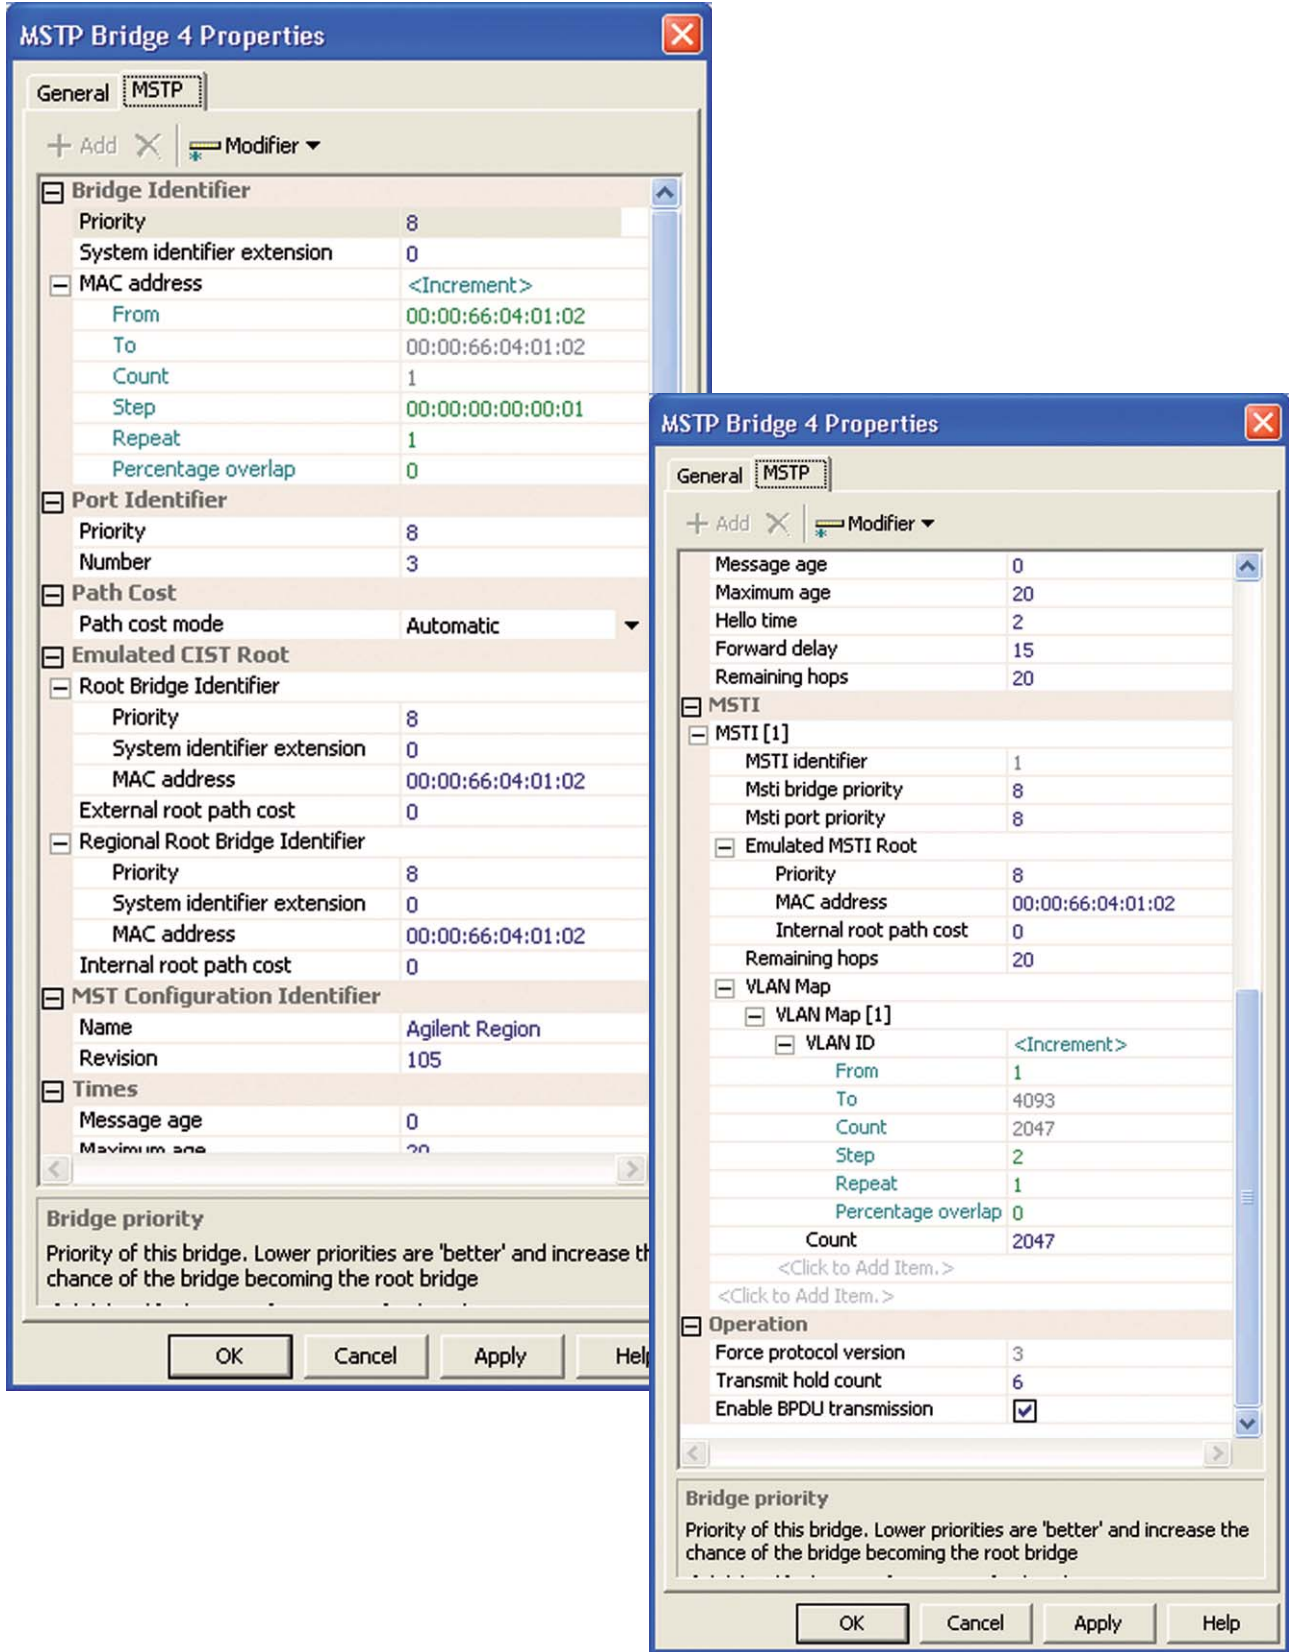 MSTP Bridge 4 Properties
General MSTP
Add Modifier
Bridge Identifier
Priority 8
System identifier extension 0
MAC address <Increment>
From 00:00:66:04:01:02
To 00:00:66:04:01:02
Count 1
Step 00:00:00:00:00:01
Repeat 1
Percentage overlap 0
Port Identifier
Priority 8
Number 3
Path Cost
Path cost mode Automatic
Emulated CIST Root
Root Bridge Identifier
Priority 8
System identifier extension 0
MAC address 00:00:66:04:01:02
External root path cost 0
Regional Root Bridge Identifier
Priority 8
System identifier extension 0
MAC address 00:00:66:04:01:02
Internal root path cost 0
MST Configuration Identifier
Name Agilent Region
Revision 105
Times
Message age 0
Maximum age 20
Bridge priority
Priority of this bridge. Lower priorities are 'better' and increase th
chance of the bridge becoming the root bridge
OK Cancel Apply Help
MSTP Bridge 4 Properties
General MSTP
Add Modifier
Message age 0
Maximum age 20
Hello time 2
Forward delay 15
Remaining hops 20
MSTI
MSTI [1]
MSTI identifier 1
Msti bridge priority 8
Msti port priority 8
Emulated MSTI Root
Priority 8
MAC address 00:00:66:04:01:02
Internal root path cost 0
Remaining hops 20
VLAN Map
VLAN Map [1]
VLAN ID <Increment>
From 1
To 4093
Count 2047
Step 2
Repeat 1
Percentage overlap 0
Count 2047
<Click to Add Item.>
<Click to Add Item.>
Operation
Force protocol version 3
Transmit hold count 6
Enable BPDU transmission
Bridge priority
Priority of this bridge. Lower priorities are 'better' and increase the
chance of the bridge becoming the root bridge
OK Cancel Apply Help